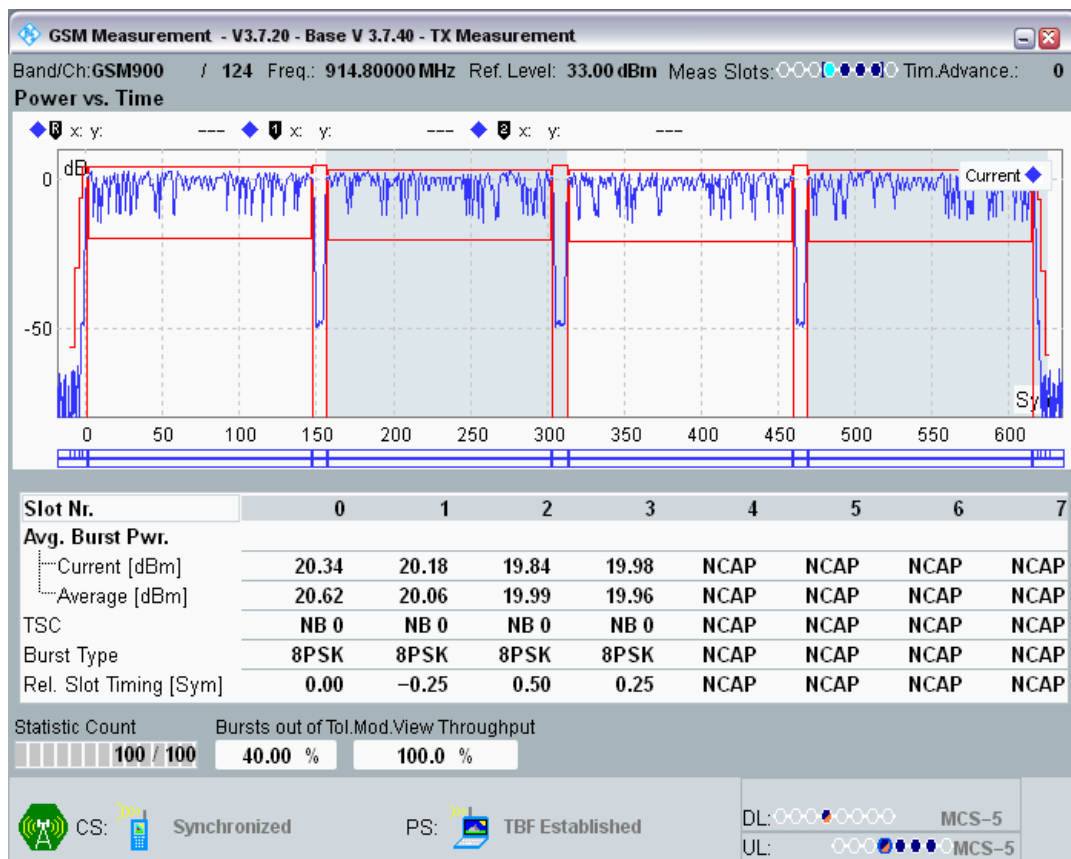 GSM Measurement - V3.7.20 - Base V 3.7.40 - TX Measurement
Band/Ch:GSM900 / 124 Freq.: 914.80000 MHz Ref. Level: 33.00 dBm Meas Slots: Tim.Advance.: 0
Power vs. Time
R x: y: --- 1 x: y: --- 2 x: y: ---
dB
Current
0
-50
Sy
0 50 100 150 200 250 300 350 400 450 500 550 600
Slot Nr. 0 1 2 3 4 5 6 7
Avg. Burst Pwr.
Current [dBm] 20.34 20.18 19.84 19.98 NCAP NCAP NCAP NCAP
Average [dBm] 20.62 20.06 19.99 19.96 NCAP NCAP NCAP NCAP
TSC NB 0 NB 0 NB 0 NB 0 NCAP NCAP NCAP NCAP
Burst Type 8PSK 8PSK 8PSK 8PSK NCAP NCAP NCAP NCAP
Rel. Slot Timing [Sym] 0.00 −0.25 0.50 0.25 NCAP NCAP NCAP NCAP
Statistic Count Bursts out of Tol.Mod.View Throughput
100 / 100 40.00 % 100.0 %
CS: Synchronized PS: TBF Established
DL: MCS−5
UL: MCS−5